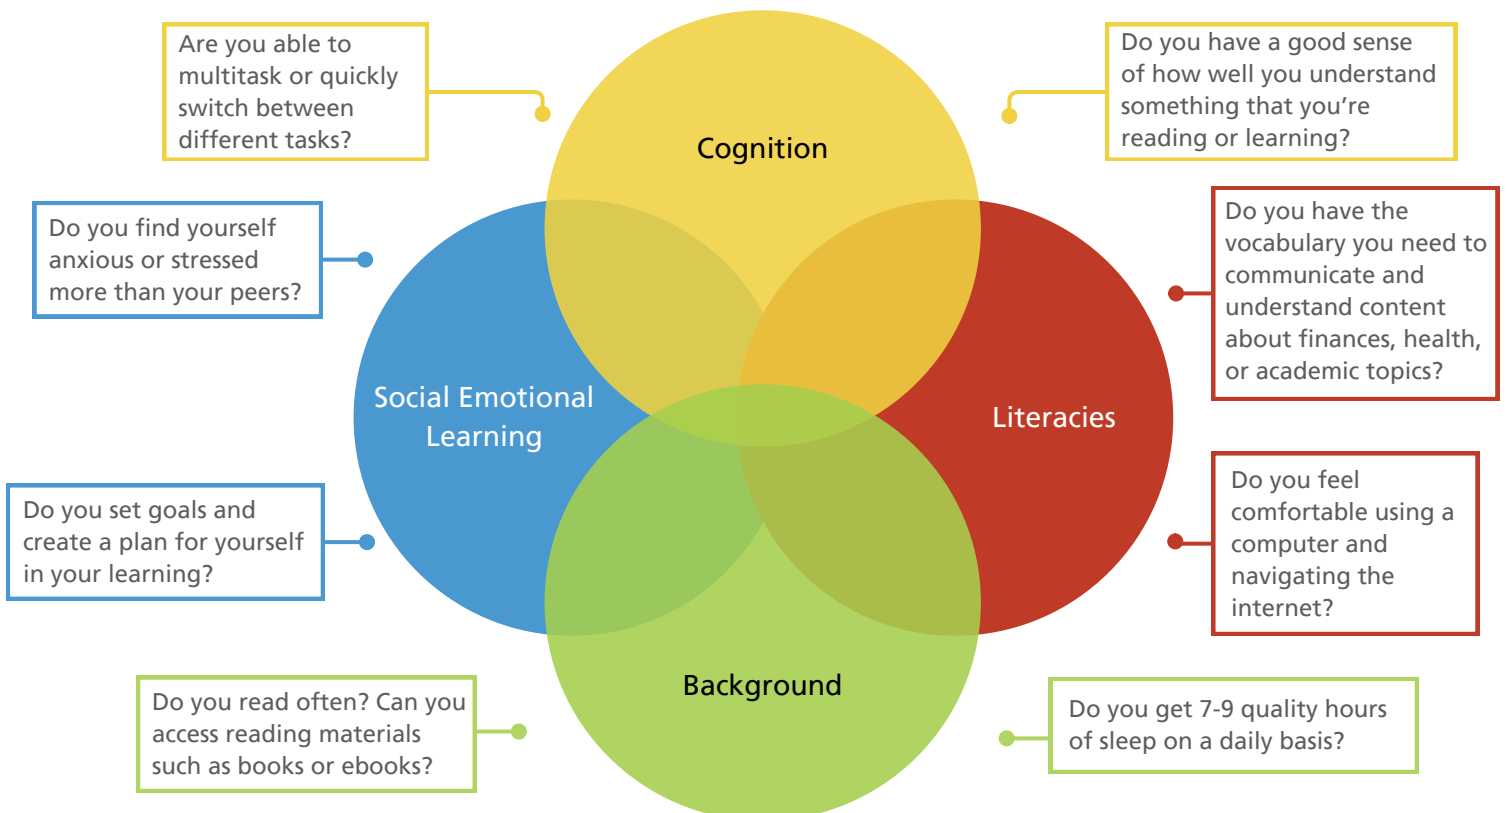 Are you able to
multitask or quickly
switch between
different tasks?
Cognition
Do you have a good sense
of how well you understand
something that you’re
reading or learning?
Do you find yourself
anxious or stressed
more than your peers?
Do you have the
vocabulary you need to
communicate and
understand content
about finances, health,
or academic topics?
Social Emotional
Learning
Literacies
Do you set goals and
create a plan for yourself
in your learning?
Do you feel
comfortable using a
computer and
navigating the
internet?
Background
Do you read often? Can you
access reading materials
such as books or ebooks?
Do you get 7-9 quality hours
of sleep on a daily basis?